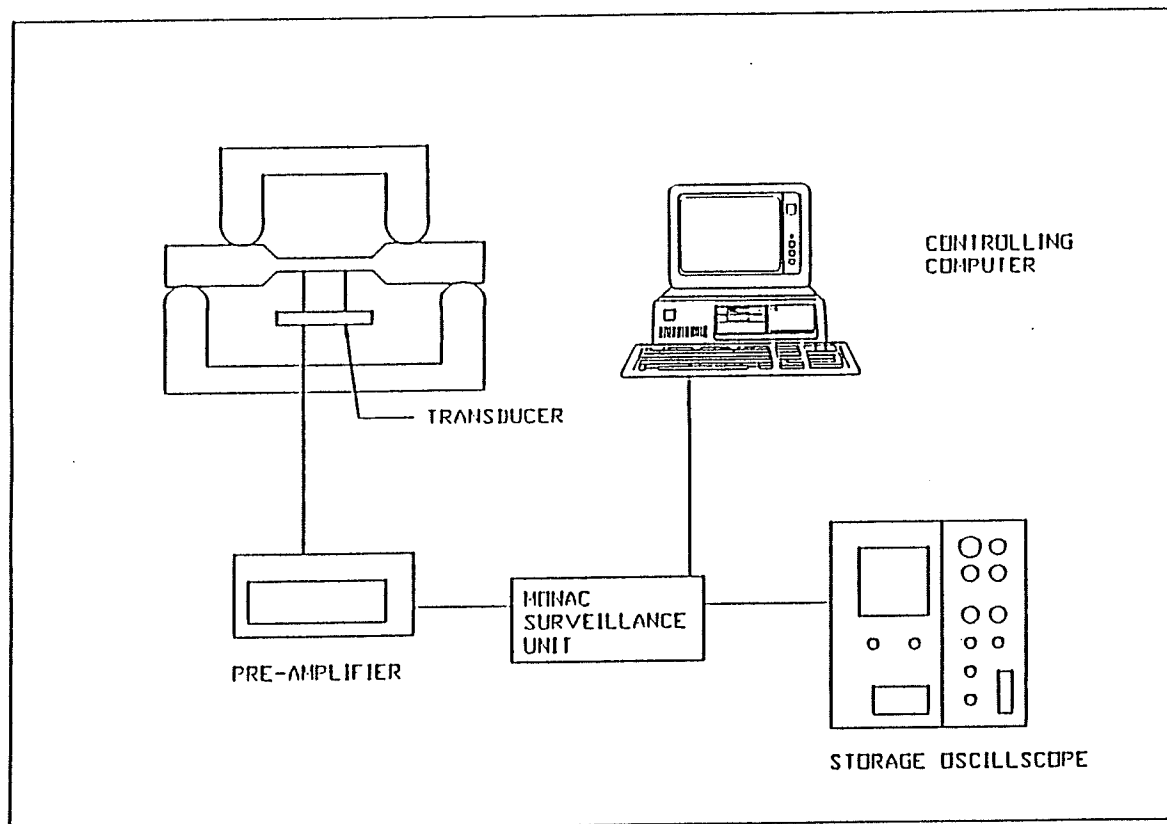 CONTROLLING
COMPUTER
TRANSDUCER
MONAC
SURVEILLANCE
UNIT
PRE-AMPLIFIER
STORAGE OSCILLSCOPE